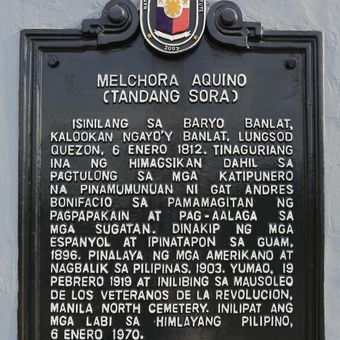 2002
MELCHORA AQUINO
(TANDANG SORA)
ISINILANG SA BARYO BANLAT,
KALOOKAN NGAYO'Y BANLAT, LUNGSOD
QUEZON, 6 ENERO 1812. TINAGURIANG
INA NG HIMAGSIKAN DAHIL SA
PAGTULONG SA MGA KATIPUNERO
NA PINAMUMUNUAN NI GAT ANDRES
BONIFACIO SA PAMAMAGITAN NG
PAGPAPAKAIN AT PAG-AALAGA SA
MGA SUGATAN. DINAKIP NG MGA
ESPANYOL AT IPINATAPON SA GUAM,
1896. PINALAYA NG MGA AMERIKANO AT
NAGBALIK SA PILIPINAS, 1903. YUMAO, 19
PEBRERO 1919 AT INILIBING SA MAUSOLEO
DE LOS VETERANOS DE LA REVOLUCION,
MANILA NORTH CEMETERY. INILIPAT ANG
MGA LABI SA HIMLAYANG PILIPINO,
6 ENERO 1970.